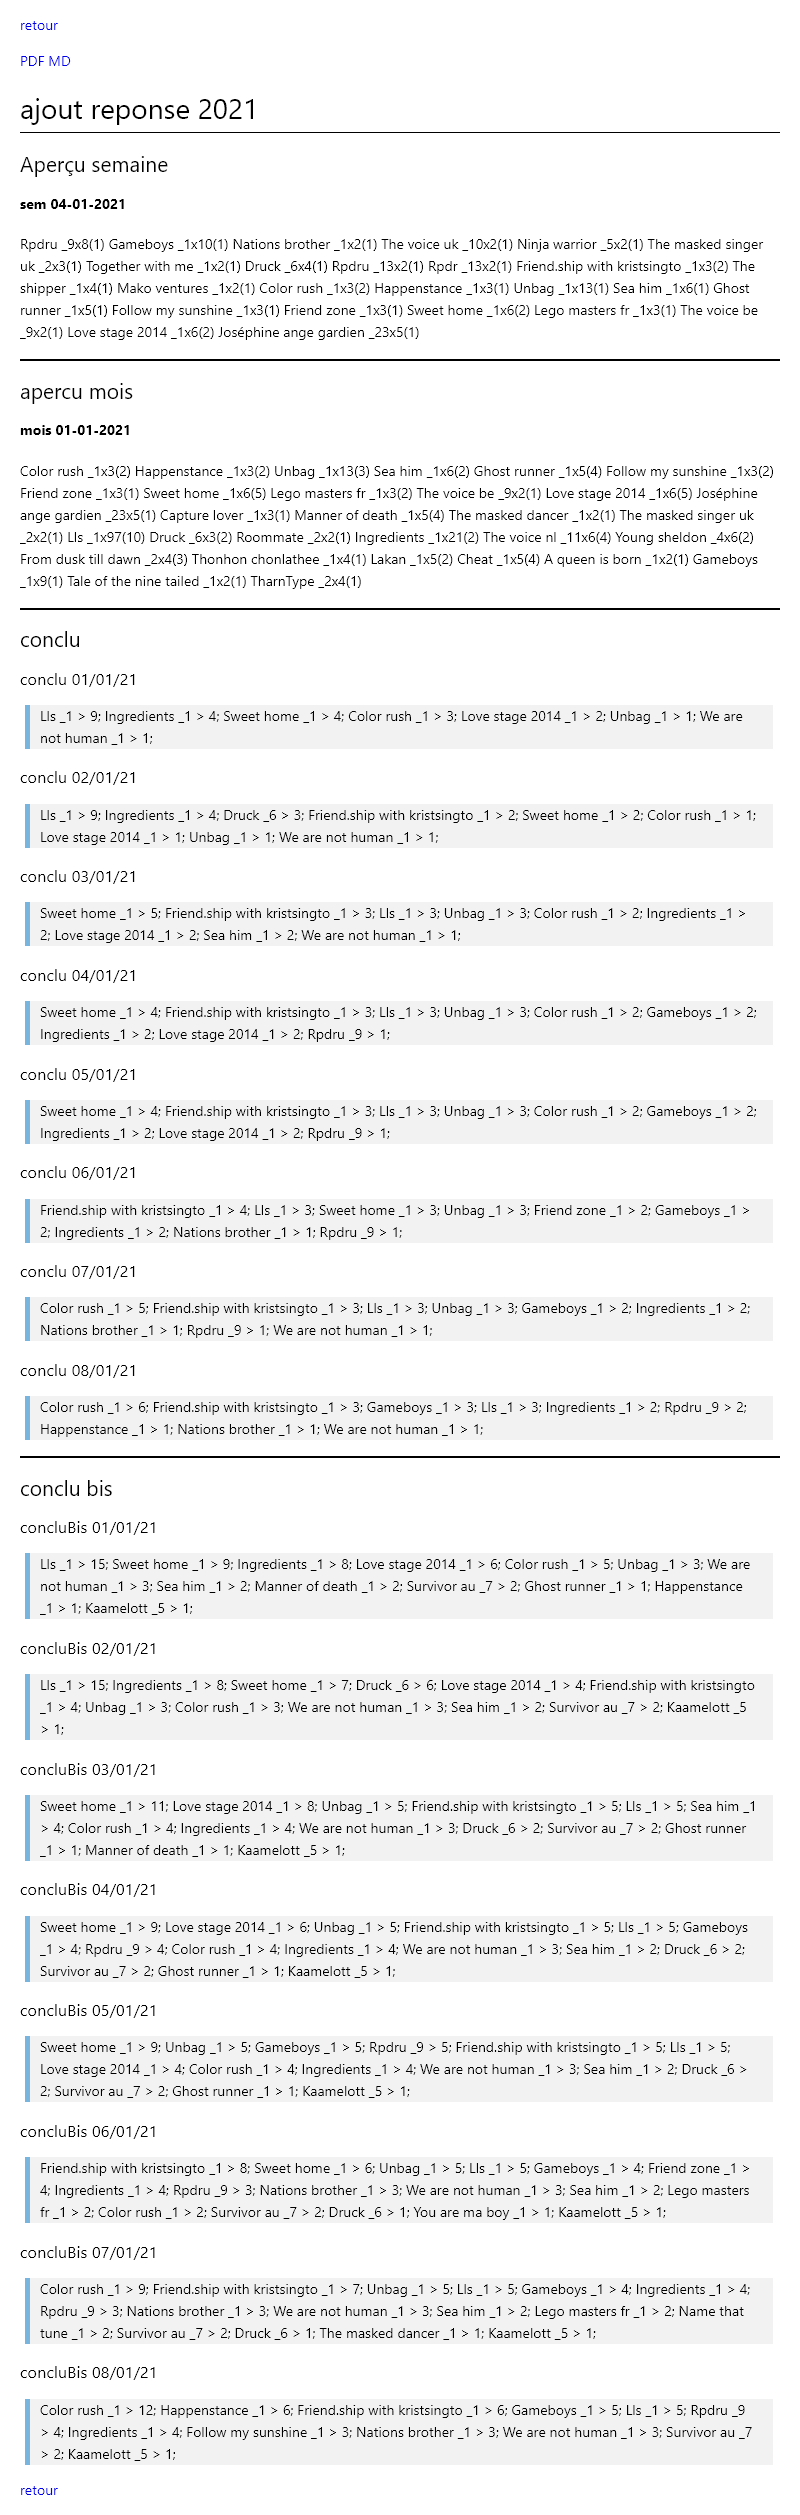 retour
PDF MD
ajout reponse 2021
Aperçu semaine
sem 04-01-2021
Rpdru _9x8(1) Gameboys _1x10(1) Nations brother _1x2(1) The voice uk _10x2(1) Ninja warrior _5x2(1) The masked singer
uk _2x3(1) Together with me _1x2(1) Druck _6x4(1) Rpdru _13x2(1) Rpdr _13x2(1) Friend.ship with kristsingto _1x3(2) The
shipper _1x4(1) Mako ventures _1x2(1) Color rush _1x3(2) Happenstance _1x3(1) Unbag _1x13(1) Sea him _1x6(1) Ghost
runner _1x5(1) Follow my sunshine _1x3(1) Friend zone _1x3(1) Sweet home _1x6(2) Lego masters fr _1x3(1) The voice be
_9x2(1) Love stage 2014 _1x6(2) Joséphine ange gardien _23x5(1)
apercu mois
mois 01-01-2021
Color rush _1x3(2) Happenstance _1x3(2) Unbag _1x13(3) Sea him _1x6(2) Ghost runner _1x5(4) Follow my sunshine _1x3(2)
Friend zone _1x3(1) Sweet home _1x6(5) Lego masters fr _1x3(2) The voice be _9x2(1) Love stage 2014 _1x6(5) Joséphine
ange gardien _23x5(1) Capture lover _1x3(1) Manner of death _1x5(4) The masked dancer _1x2(1) The masked singer uk
_2x2(1) Lls _1x97(10) Druck _6x3(2) Roommate _2x2(1) Ingredients _1x21(2) The voice nl _11x6(4) Young sheldon _4x6(2)
From dusk till dawn _2x4(3) Thonhon chonlathee _1x4(1) Lakan _1x5(2) Cheat _1x5(4) A queen is born _1x2(1) Gameboys
_1x9(1) Tale of the nine tailed _1x2(1) TharnType _2x4(1)
conclu
conclu 01/01/21
Lls _1 > 9; Ingredients _1 > 4; Sweet home _1 > 4; Color rush _1 > 3; Love stage 2014 _1 > 2; Unbag _1 > 1; We are
not human _1 > 1;
conclu 02/01/21
Lls _1 > 9; Ingredients _1 > 4; Druck _6 > 3; Friend.ship with kristsingto _1 > 2; Sweet home _1 > 2; Color rush _1 > 1;
Love stage 2014 _1 > 1; Unbag _1 > 1; We are not human _1 > 1;
conclu 03/01/21
Sweet home _1 > 5; Friend.ship with kristsingto _1 > 3; Lls _1 > 3; Unbag _1 > 3; Color rush _1 > 2; Ingredients _1 >
2; Love stage 2014 _1 > 2; Sea him _1 > 2; We are not human _1 > 1;
conclu 04/01/21
Sweet home _1 > 4; Friend.ship with kristsingto _1 > 3; Lls _1 > 3; Unbag _1 > 3; Color rush _1 > 2; Gameboys _1 > 2;
Ingredients _1 > 2; Love stage 2014 _1 > 2; Rpdru _9 > 1;
conclu 05/01/21
Sweet home _1 > 4; Friend.ship with kristsingto _1 > 3; Lls _1 > 3; Unbag _1 > 3; Color rush _1 > 2; Gameboys _1 > 2;
Ingredients _1 > 2; Love stage 2014 _1 > 2; Rpdru _9 > 1;
conclu 06/01/21
Friend.ship with kristsingto _1 > 4; Lls _1 > 3; Sweet home _1 > 3; Unbag _1 > 3; Friend zone _1 > 2; Gameboys _1 >
2; Ingredients _1 > 2; Nations brother _1 > 1; Rpdru _9 > 1;
conclu 07/01/21
Color rush _1 > 5; Friend.ship with kristsingto _1 > 3; Lls _1 > 3; Unbag _1 > 3; Gameboys _1 > 2; Ingredients _1 > 2;
Nations brother _1 > 1; Rpdru _9 > 1; We are not human _1 > 1;
conclu 08/01/21
Color rush _1 > 6; Friend.ship with kristsingto _1 > 3; Gameboys _1 > 3; Lls _1 > 3; Ingredients _1 > 2; Rpdru _9 > 2;
Happenstance _1 > 1; Nations brother _1 > 1; We are not human _1 > 1;
conclu bis
concluBis 01/01/21
Lls _1 > 15; Sweet home _1 > 9; Ingredients _1 > 8; Love stage 2014 _1 > 6; Color rush _1 > 5; Unbag _1 > 3; We are
not human _1 > 3; Sea him _1 > 2; Manner of death _1 > 2; Survivor au _7 > 2; Ghost runner _1 > 1; Happenstance
_1 > 1; Kaamelott _5 > 1;
concluBis 02/01/21
Lls _1 > 15; Ingredients _1 > 8; Sweet home _1 > 7; Druck _6 > 6; Love stage 2014 _1 > 4; Friend.ship with kristsingto
_1 > 4; Unbag _1 > 3; Color rush _1 > 3; We are not human _1 > 3; Sea him _1 > 2; Survivor au _7 > 2; Kaamelott _5
> 1;
concluBis 03/01/21
Sweet home _1 > 11; Love stage 2014 _1 > 8; Unbag _1 > 5; Friend.ship with kristsingto _1 > 5; Lls _1 > 5; Sea him _1
> 4; Color rush _1 > 4; Ingredients _1 > 4; We are not human _1 > 3; Druck _6 > 2; Survivor au _7 > 2; Ghost runner
_1 > 1; Manner of death _1 > 1; Kaamelott _5 > 1;
concluBis 04/01/21
Sweet home _1 > 9; Love stage 2014 _1 > 6; Unbag _1 > 5; Friend.ship with kristsingto _1 > 5; Lls _1 > 5; Gameboys
_1 > 4; Rpdru _9 > 4; Color rush _1 > 4; Ingredients _1 > 4; We are not human _1 > 3; Sea him _1 > 2; Druck _6 > 2;
Survivor au _7 > 2; Ghost runner _1 > 1; Kaamelott _5 > 1;
concluBis 05/01/21
Sweet home _1 > 9; Unbag _1 > 5; Gameboys _1 > 5; Rpdru _9 > 5; Friend.ship with kristsingto _1 > 5; Lls _1 > 5;
Love stage 2014 _1 > 4; Color rush _1 > 4; Ingredients _1 > 4; We are not human _1 > 3; Sea him _1 > 2; Druck _6 >
2; Survivor au _7 > 2; Ghost runner _1 > 1; Kaamelott _5 > 1;
concluBis 06/01/21
Friend.ship with kristsingto _1 > 8; Sweet home _1 > 6; Unbag _1 > 5; Lls _1 > 5; Gameboys _1 > 4; Friend zone _1 >
4; Ingredients _1 > 4; Rpdru _9 > 3; Nations brother _1 > 3; We are not human _1 > 3; Sea him _1 > 2; Lego masters
fr _1 > 2; Color rush _1 > 2; Survivor au _7 > 2; Druck _6 > 1; You are ma boy _1 > 1; Kaamelott _5 > 1;
concluBis 07/01/21
Color rush _1 > 9; Friend.ship with kristsingto _1 > 7; Unbag _1 > 5; Lls _1 > 5; Gameboys _1 > 4; Ingredients _1 > 4;
Rpdru _9 > 3; Nations brother _1 > 3; We are not human _1 > 3; Sea him _1 > 2; Lego masters fr _1 > 2; Name that
tune _1 > 2; Survivor au _7 > 2; Druck _6 > 1; The masked dancer _1 > 1; Kaamelott _5 > 1;
concluBis 08/01/21
Color rush _1 > 12; Happenstance _1 > 6; Friend.ship with kristsingto _1 > 6; Gameboys _1 > 5; Lls _1 > 5; Rpdru _9
> 4; Ingredients _1 > 4; Follow my sunshine _1 > 3; Nations brother _1 > 3; We are not human _1 > 3; Survivor au _7
> 2; Kaamelott _5 > 1;
retour